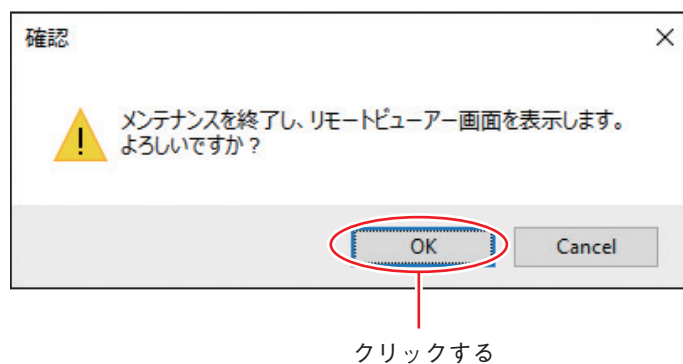 確認
メンテナンスを終了し、リモートビューアー画面を表示します。
よろしいですか？
OK
Cancel
クリックする